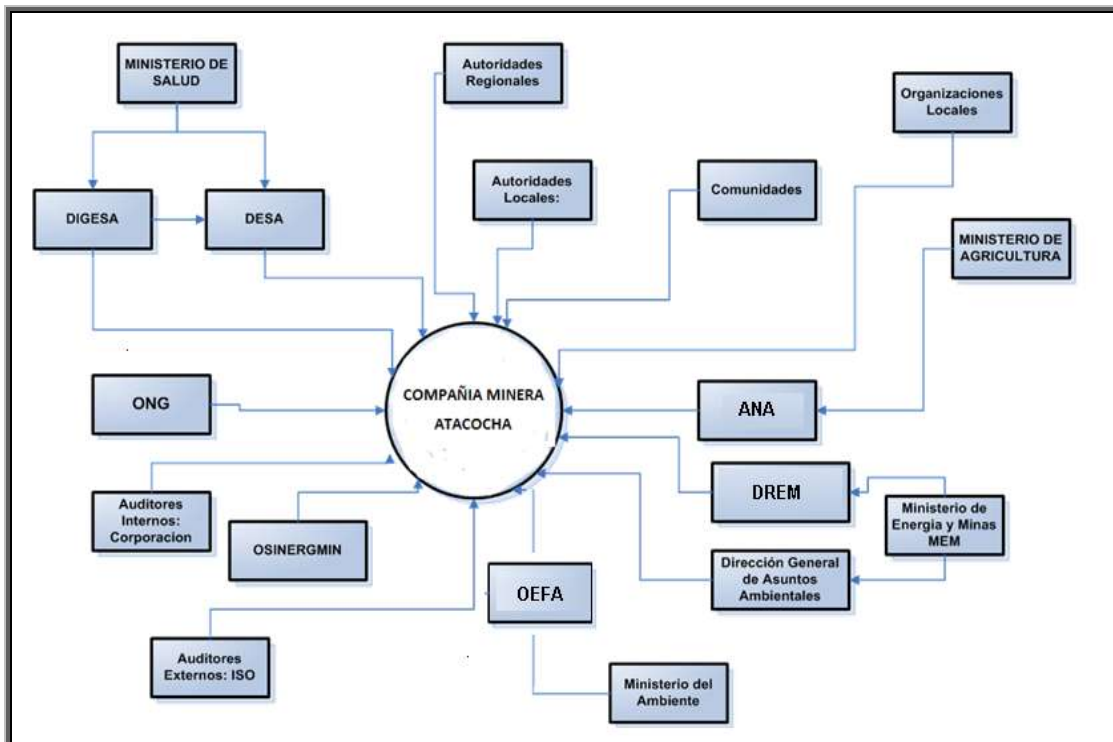 MINISTERIO DE
SALUD
Autoridades
Regionales
Organizaciones
Locales
DIGESA
DESA
Autoridades
Locales:
Comunidades
MINISTERIO DE
AGRICULTURA
COMPAÑIA MINERA
ATACOCHA
ONG
ANA
DREM
Auditores
Internos:
Corporacion
OSINERGMIN
Ministerio de
Energia y Minas
MEM
Dirección General
de Asuntos
Ambientales
OEFA
Auditores
Externos: ISO
Ministerio del
Ambiente